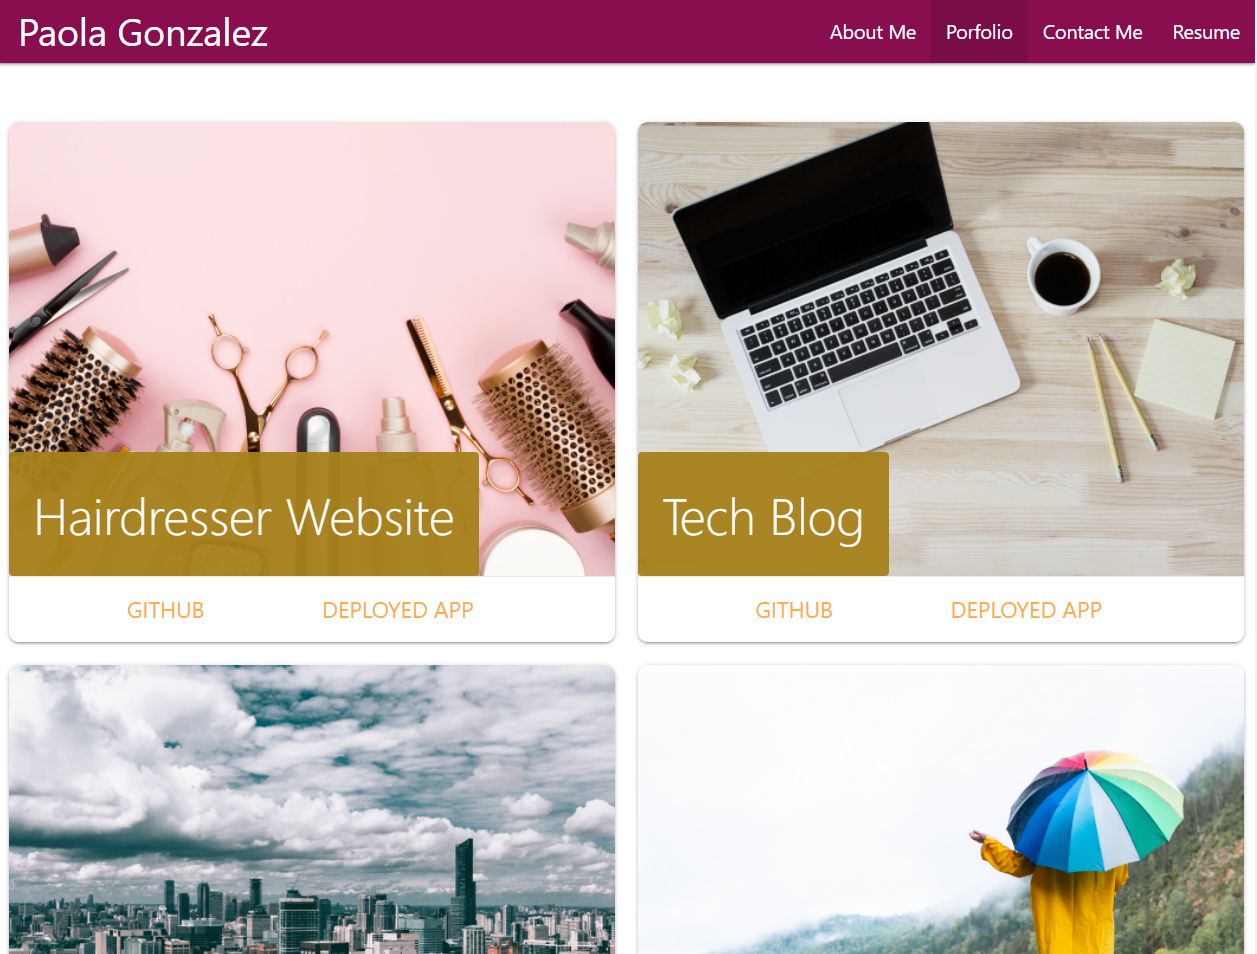 Paola Gonzalez
About Me Porfolio Contact Me Resume
Hairdresser Website
GITHUB DEPLOYED APP
Tech Blog
GITHUB DEPLOYED APP